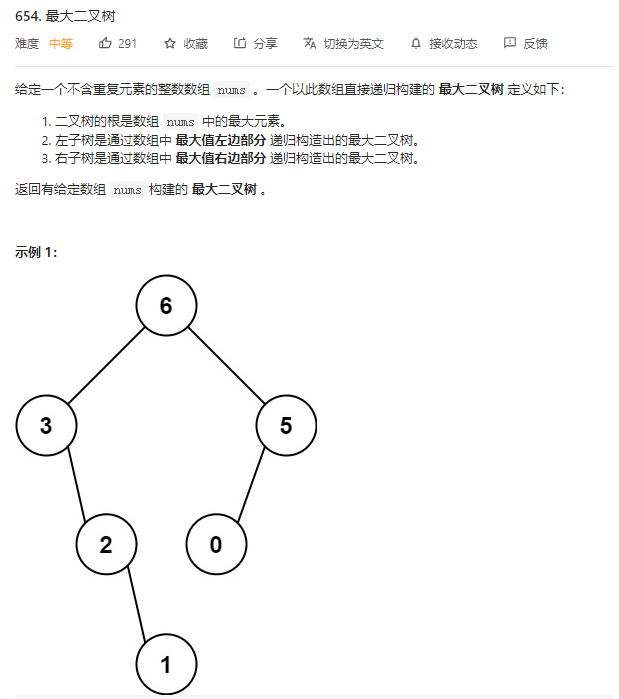 654. 最大二叉树
难度 中等 291 收藏 分享 切换为英文 接收动态 反馈
给定一个不含重复元素的整数数组 nums 。一个以此数组直接递归构建的 最大二叉树 定义如下：
1. 二叉树的根是数组 nums 中的最大元素。
2. 左子树是通过数组中 最大值左边部分 递归构造出的最大二叉树。
3. 右子树是通过数组中 最大值右边部分 递归构造出的最大二叉树。
返回有给定数组 nums 构建的 最大二叉树 。
示例 1：
6
3 5
2 0
1